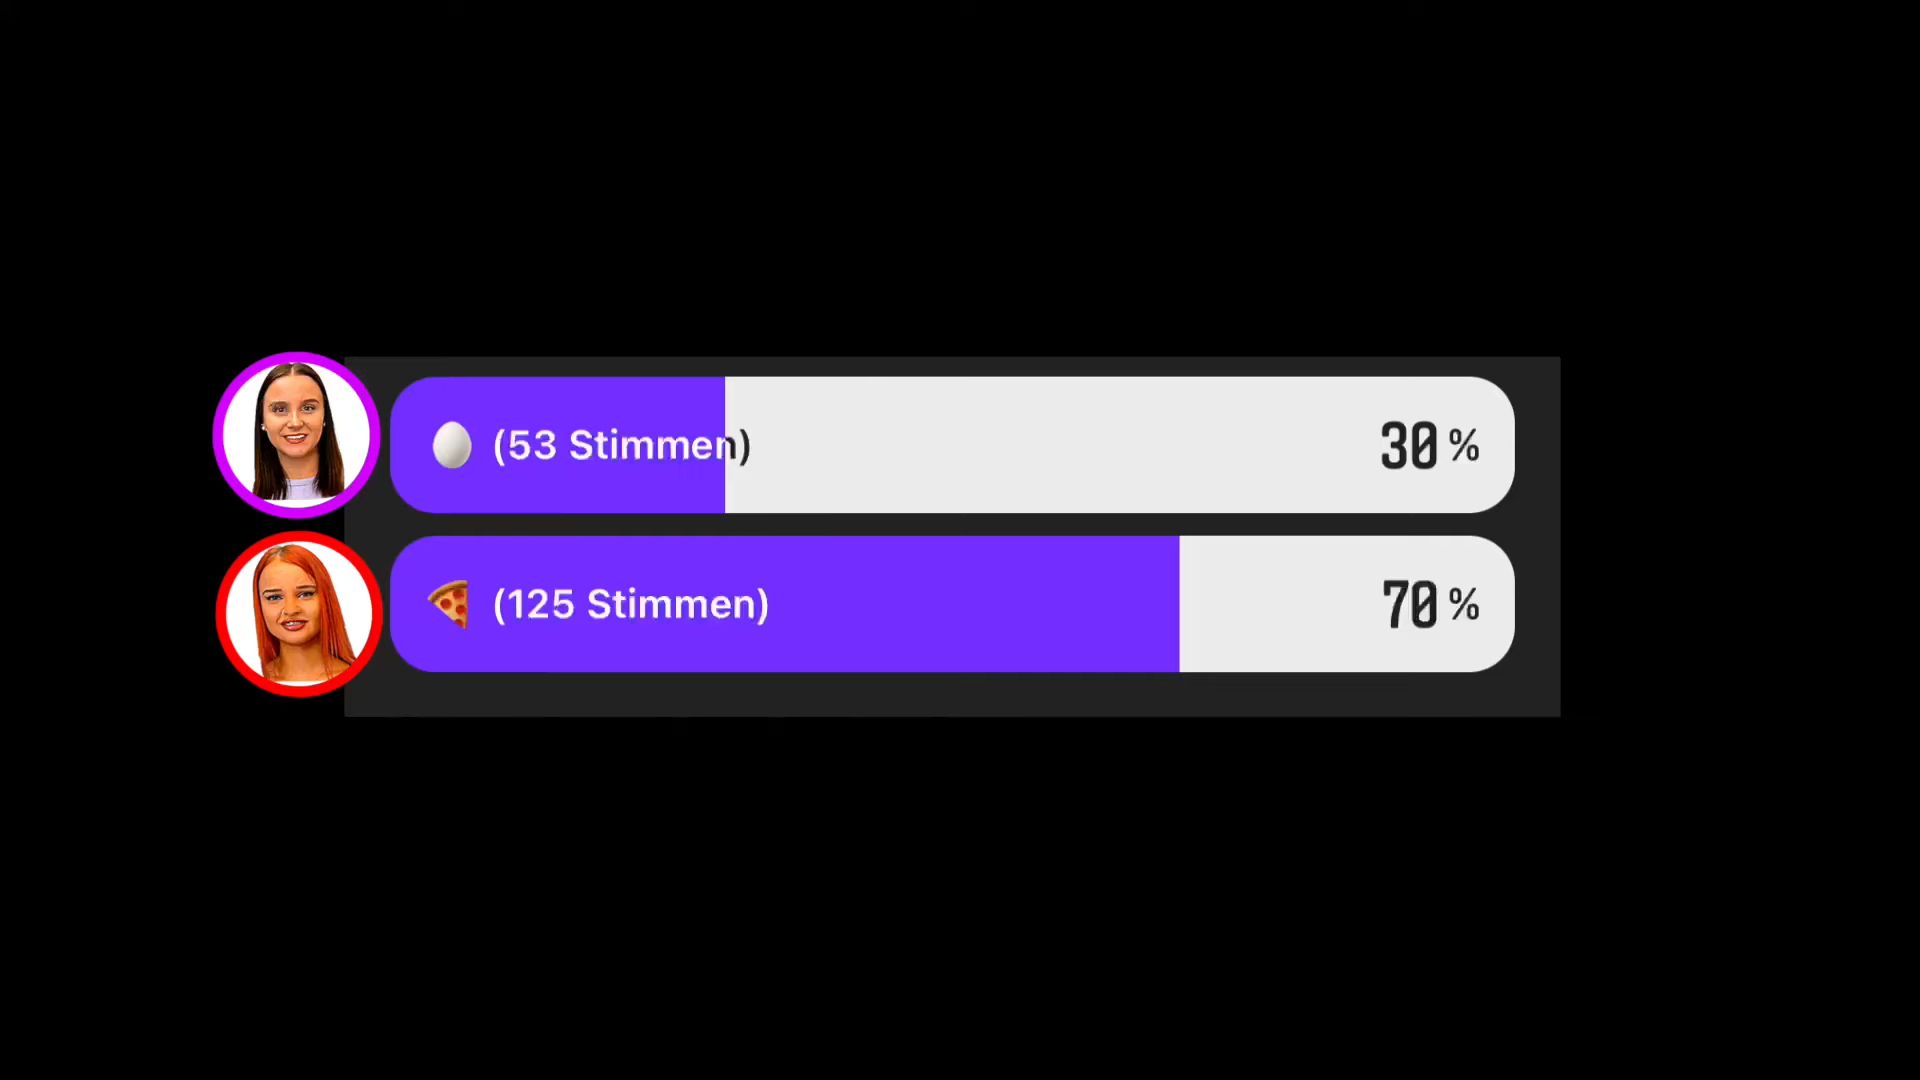 🥚 (53 Stimmen) 30 %
🍕 (125 Stimmen) 70 %